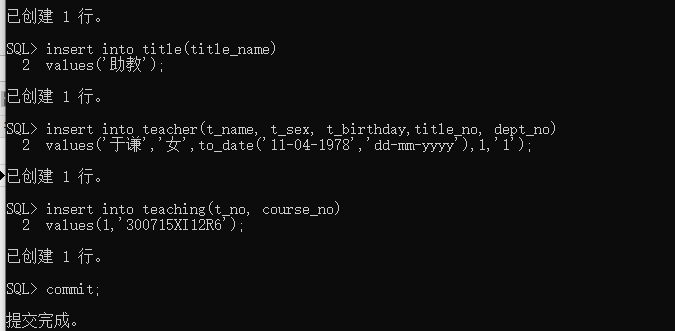 已创建 1 行。
SQL> insert into title(title_name)
2 values('助教');
已创建 1 行。
SQL> insert into teacher(t_name, t_sex, t_birthday,title_no, dept_no)
2 values('于谦','女',to_date('11-04-1978','dd-mm-yyyy'),1,'1');
已创建 1 行。
SQL> insert into teaching(t_no, course_no)
2 values(1,'300715XI12R6');
已创建 1 行。
SQL> commit;
提交完成。